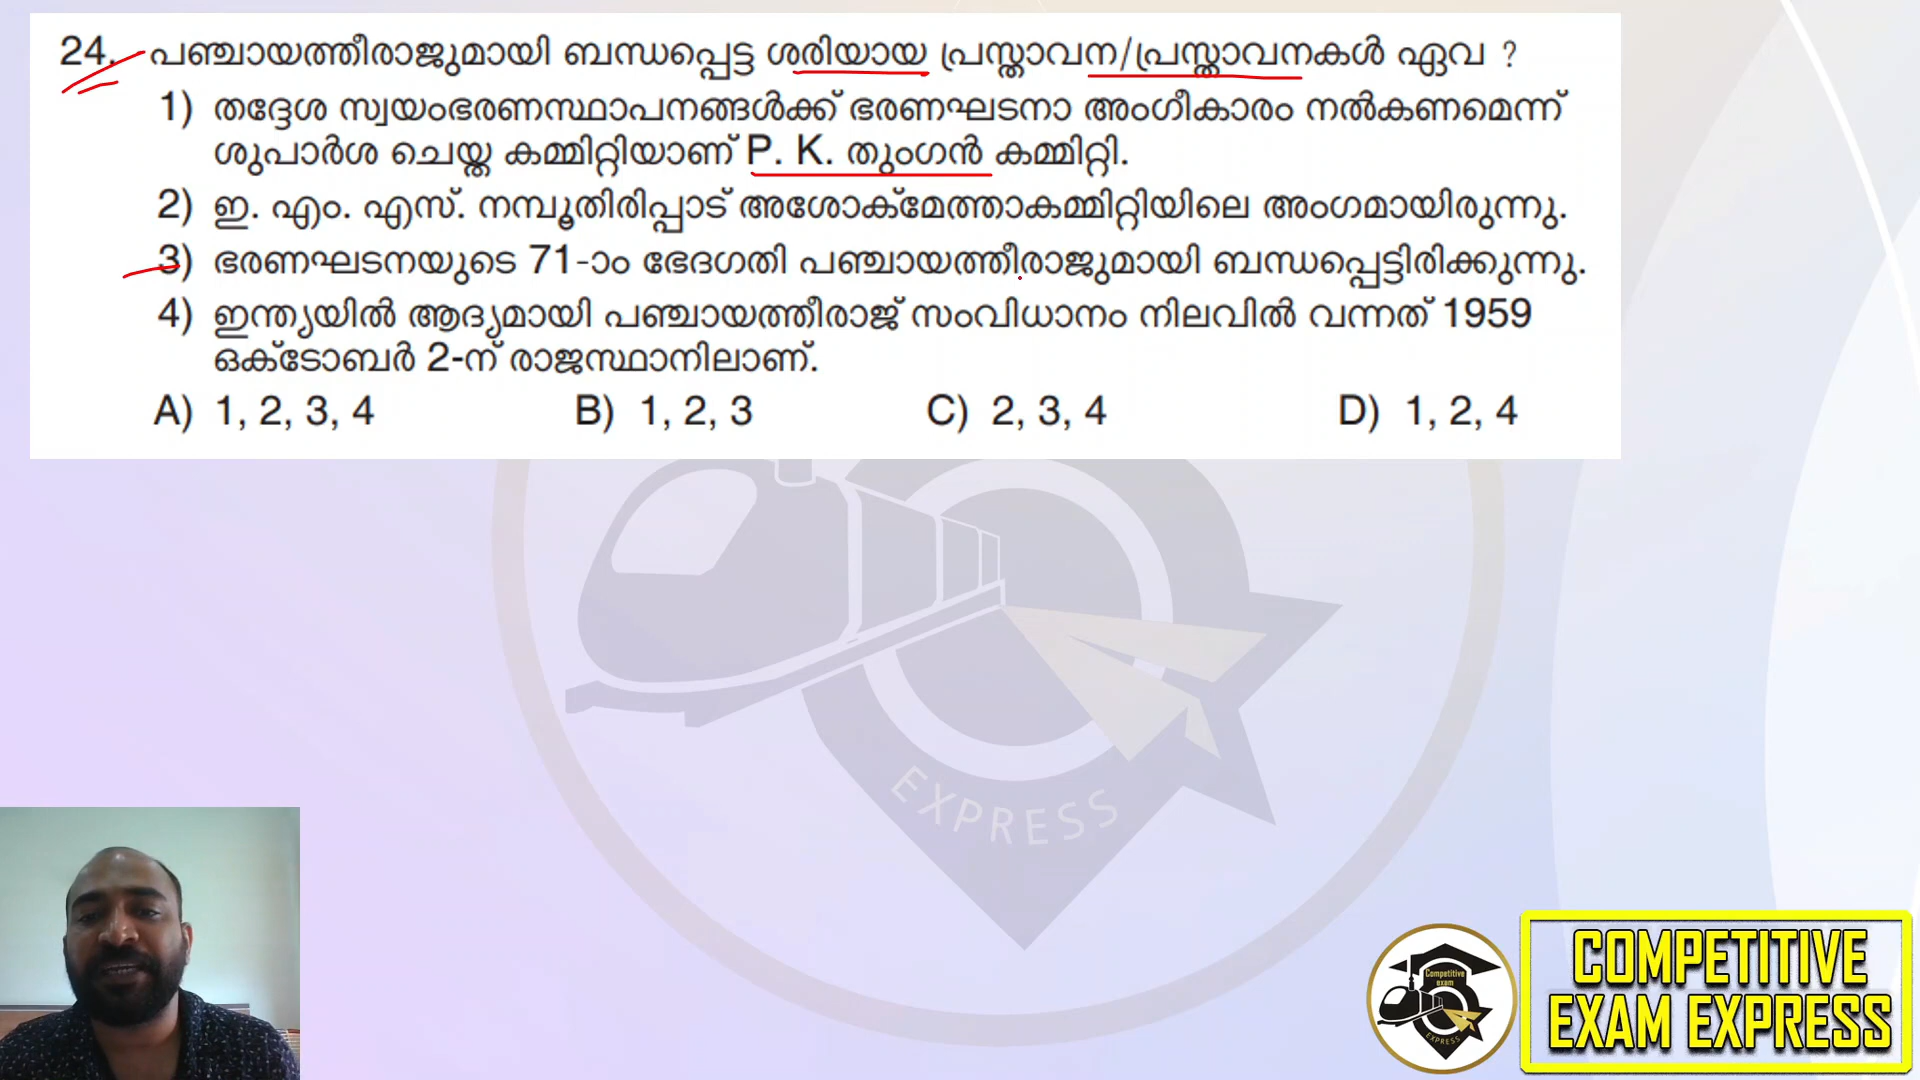 24. പഞ്ചായത്തീരാജുമായി ബന്ധപ്പെട്ട ശരിയായ പ്രസ്താവന/പ്രസ്താവനകൾ ഏവ ?
1) തദ്ദേശ സ്വയംഭരണസ്ഥാപനങ്ങൾക്ക് ഭരണഘടനാ അംഗീകാരം നൽകണമെന്ന്
ശുപാർശ ചെയ്ത കമ്മിറ്റിയാണ് P. K. തുംഗൻ കമ്മിറ്റി.
2) ഇ. എം. എസ്. നമ്പൂതിരിപ്പാട് അശോക്മേത്താകമ്മിറ്റിയിലെ അംഗമായിരുന്നു.
3) ഭരണഘടനയുടെ 71-ാം ഭേദഗതി പഞ്ചായത്തീരാജുമായി ബന്ധപ്പെട്ടിരിക്കുന്നു.
4) ഇന്ത്യയിൽ ആദ്യമായി പഞ്ചായത്തീരാജ് സംവിധാനം നിലവിൽ വന്നത് 1959
ഒക്ടോബർ 2-ന് രാജസ്ഥാനിലാണ്.
A) 1, 2, 3, 4 B) 1, 2, 3 C) 2, 3, 4 D) 1, 2, 4
EXPRESS
Competitive
exam
EXPRESS
COMPETITIVE
EXAM EXPRESS